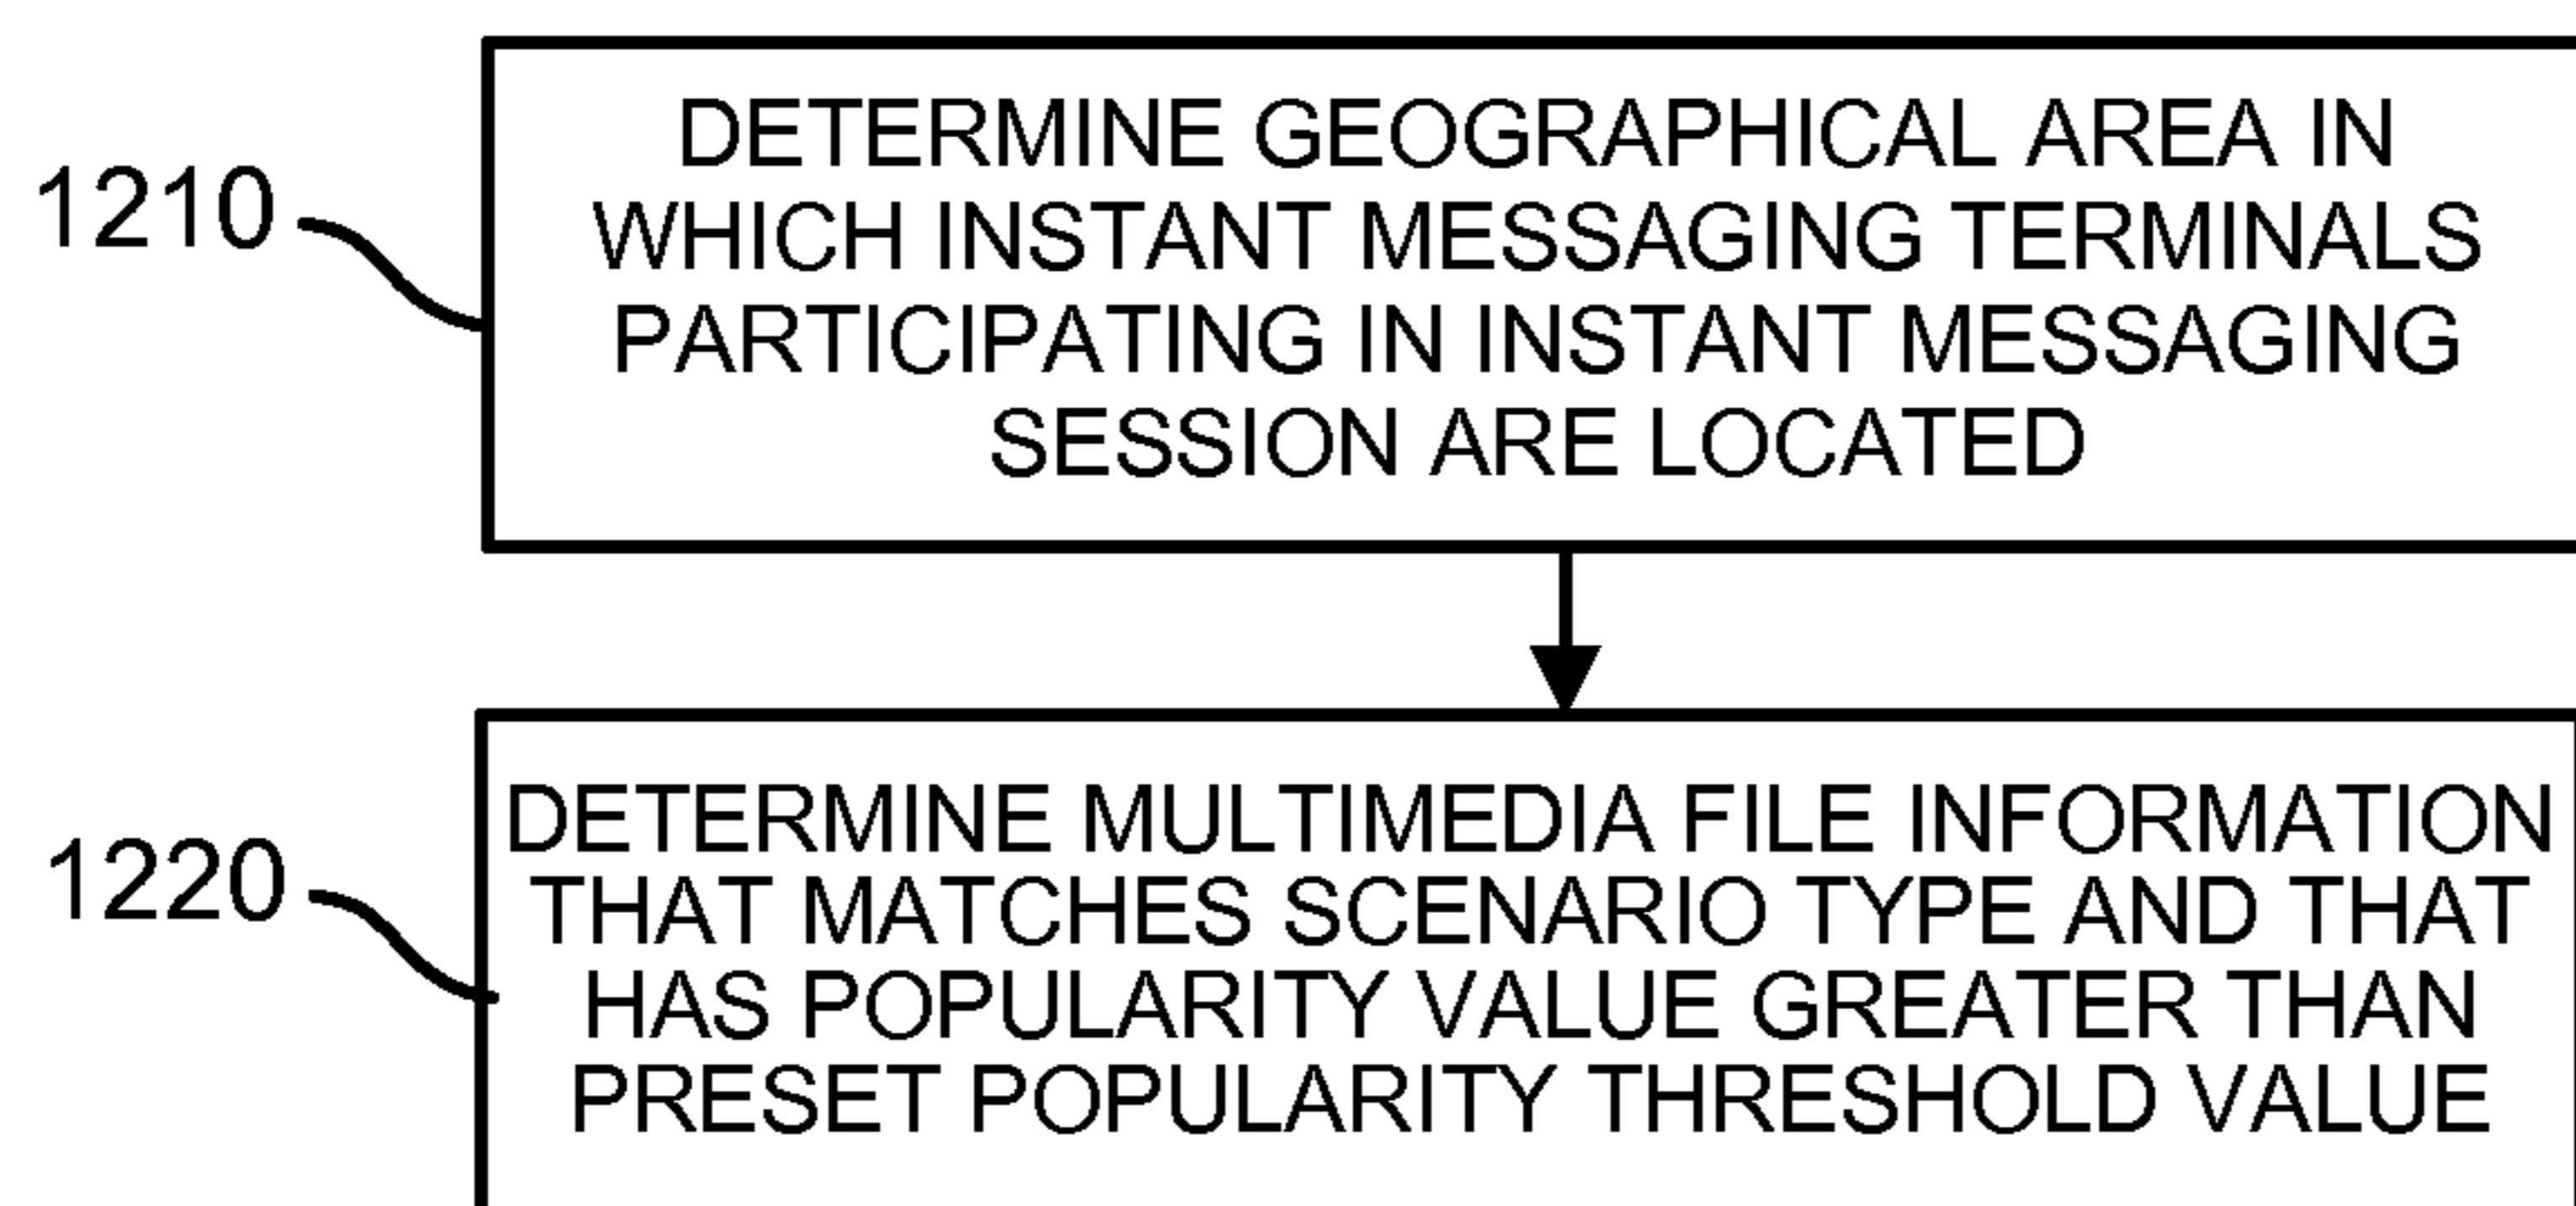 1210
DETERMINE GEOGRAPHICAL AREA IN
WHICH INSTANT MESSAGING TERMINALS
PARTICIPATING IN INSTANT MESSAGING
SESSION ARE LOCATED
1220
DETERMINE MULTIMEDIA FILE INFORMATION
THAT MATCHES SCENARIO TYPE AND THAT
HAS POPULARITY VALUE GREATER THAN
PRESET POPULARITY THRESHOLD VALUE